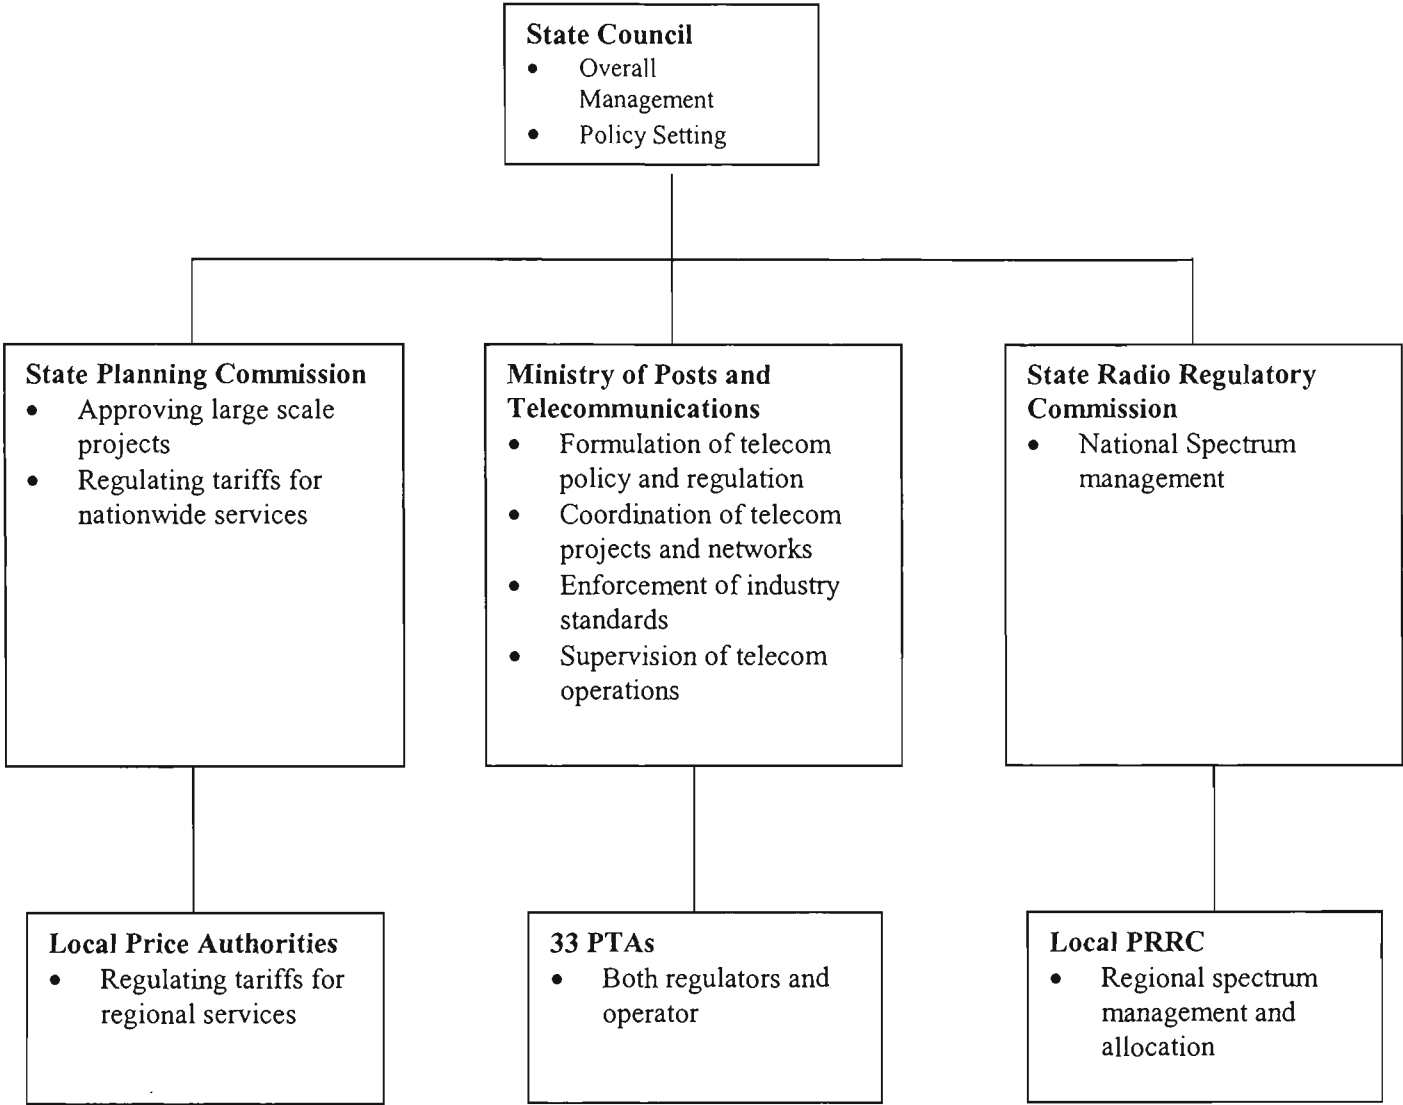 State Council
• Overall
Management
• Policy Setting
State Planning Commission
• Approving large scale
projects
• Regulating tariffs for
nationwide services
Ministry of Posts and
Telecommunications
• Formulation of telecom
policy and regulation
• Coordination of telecom
projects and networks
• Enforcement of industry
standards
• Supervision of telecom
operations
State Radio Regulatory
Commission
• National Spectrum
management
Local Price Authorities
• Regulating tariffs for
regional services
33 PTAs
• Both regulators and
operator
Local PRRC
• Regional spectrum
management and
allocation